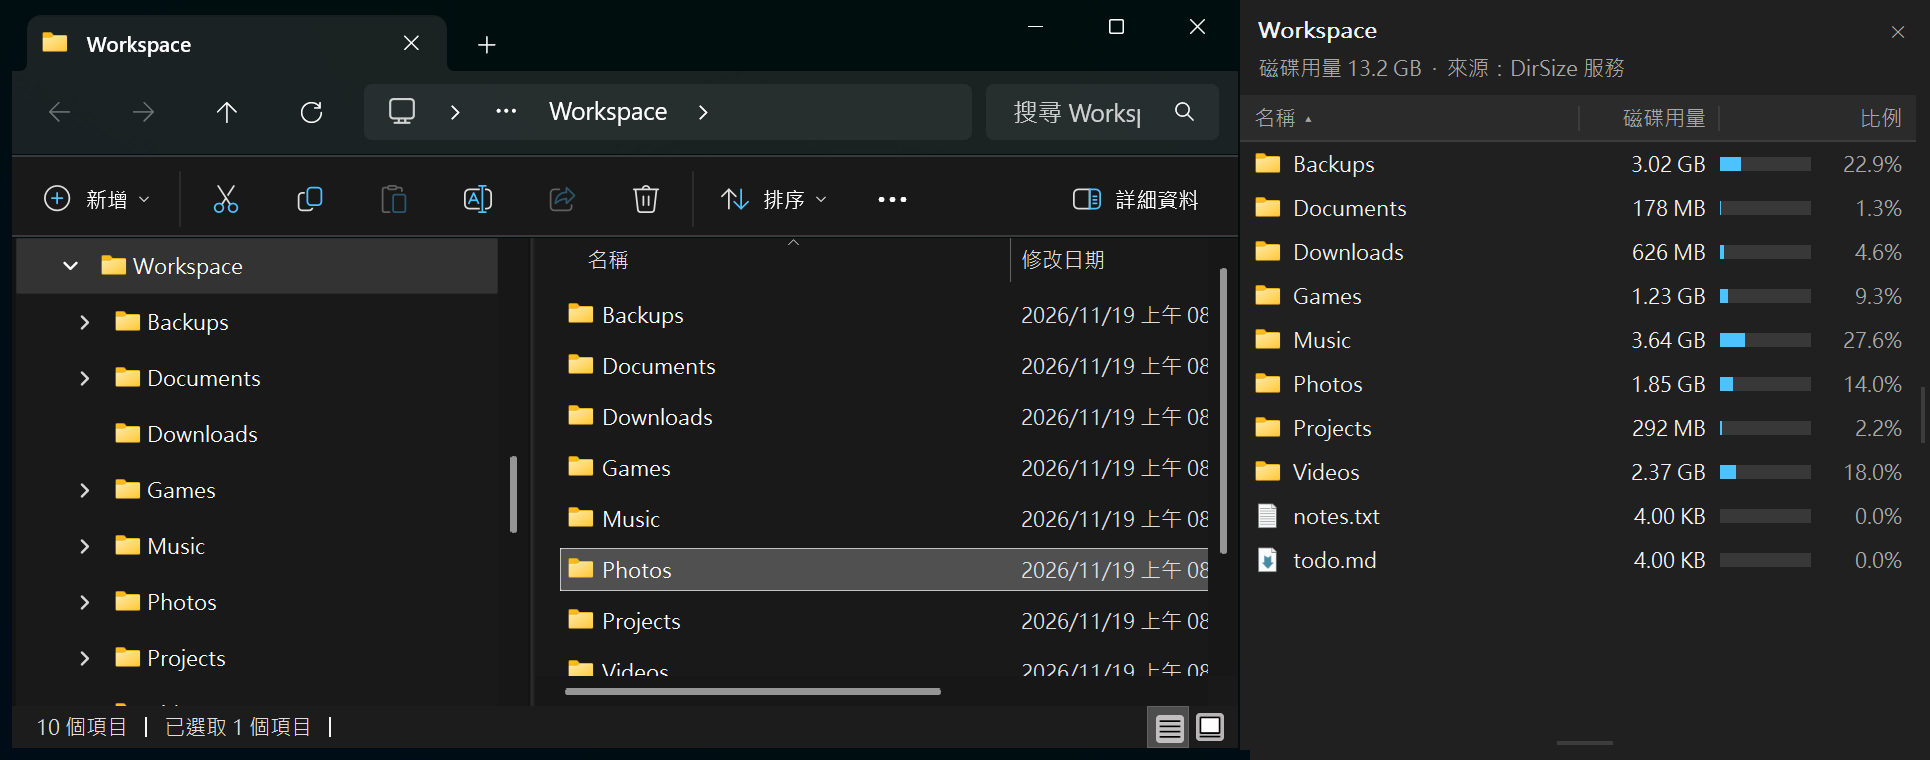 Workspace
Workspace
搜尋 Works
新增
排序
詳細資料
Workspace
Backups
Documents
Downloads
Games
Music
Photos
Projects
名稱 修改日期
Backups 2026/11/19 上午 08
Documents 2026/11/19 上午 08
Downloads 2026/11/19 上午 08
Games 2026/11/19 上午 08
Music 2026/11/19 上午 08
Photos 2026/11/19 上午 08
Projects 2026/11/19 上午 08
Videos 2026/11/19 上午 08
10 個項目 已選取 1 個項目
Workspace
磁碟用量 13.2 GB · 來源：DirSize 服務
名稱 磁碟用量 比例
Backups 3.02 GB 22.9%
Documents 178 MB 1.3%
Downloads 626 MB 4.6%
Games 1.23 GB 9.3%
Music 3.64 GB 27.6%
Photos 1.85 GB 14.0%
Projects 292 MB 2.2%
Videos 2.37 GB 18.0%
notes.txt 4.00 KB 0.0%
todo.md 4.00 KB 0.0%